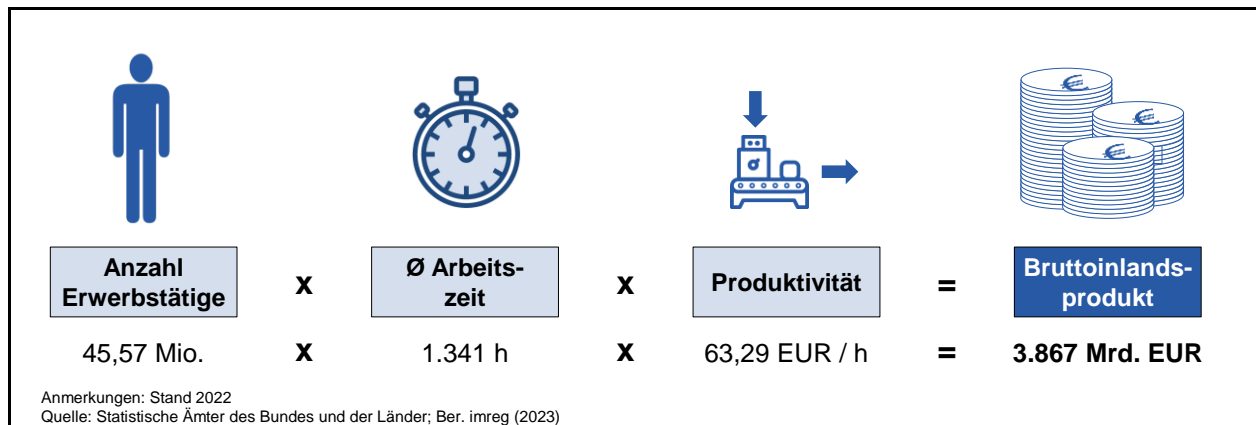 Anzahl
Erwerbstätige
x
Ø Arbeits-
zeit
x
Produktivität
=
Bruttoinlands-
produkt
45,57 Mio. x 1.341 h x 63,29 EUR / h = 3.867 Mrd. EUR
Anmerkungen: Stand 2022
Quelle: Statistische Ämter des Bundes und der Länder; Ber. imreg (2023)